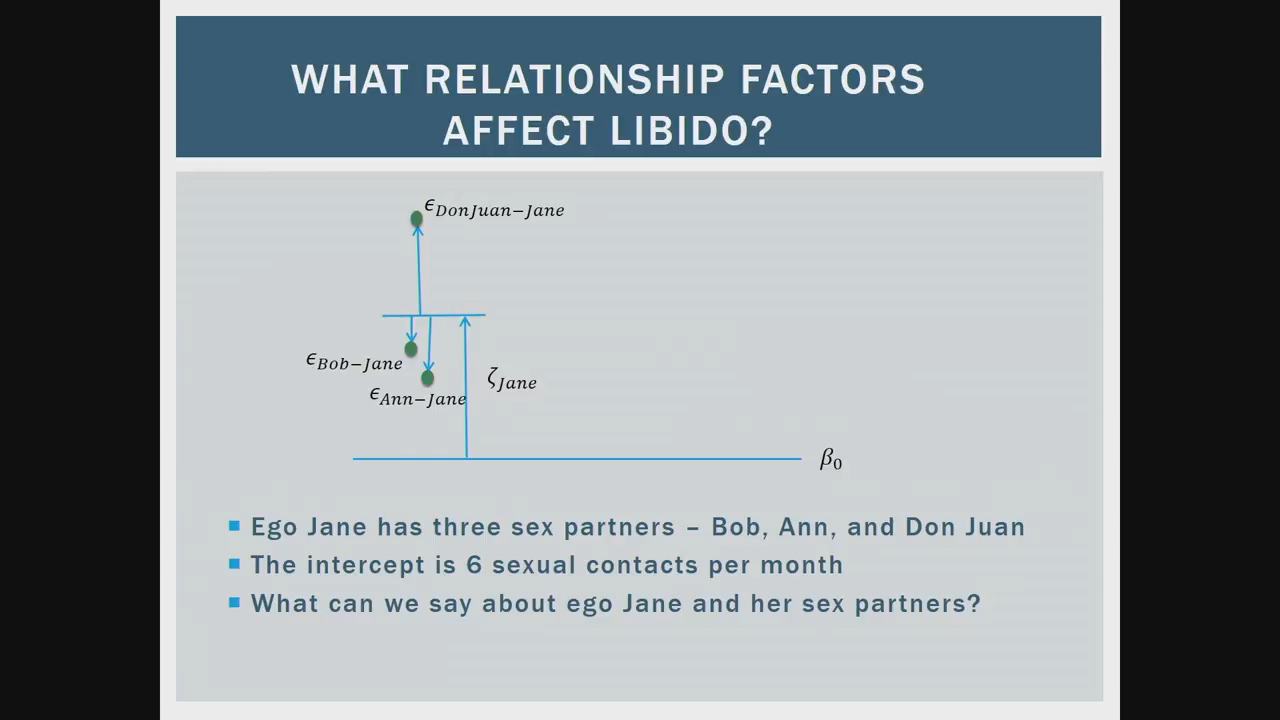 WHAT RELATIONSHIP FACTORS
AFFECT LIBIDO?
ϵDonJuan−Jane
ϵBob−Jane
ζJane
ϵAnn−Jane
β0
Ego Jane has three sex partners – Bob, Ann, and Don Juan
The intercept is 6 sexual contacts per month
What can we say about ego Jane and her sex partners?